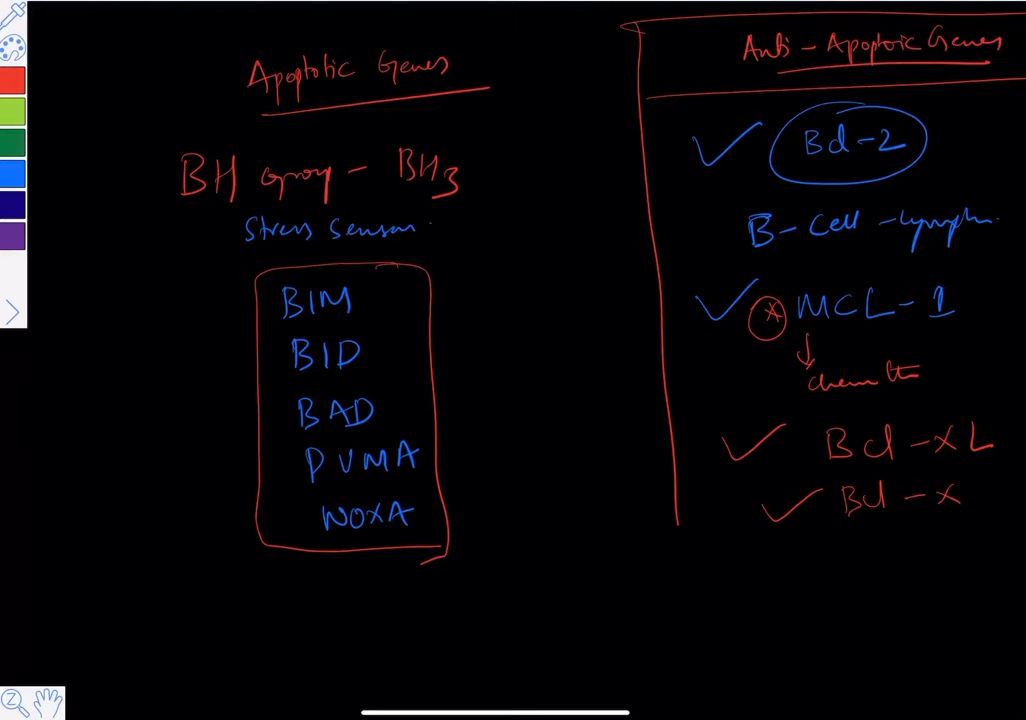 Apoptotic Genes
BH group - BH3
Stress sensor.
BIM
BID
BAD
PUMA
NOXA
Anti - Apoptoic Genes
Bcl - 2
B - Cell - lymph.
* MCL - 1
Bcl - XL
Bcl - X